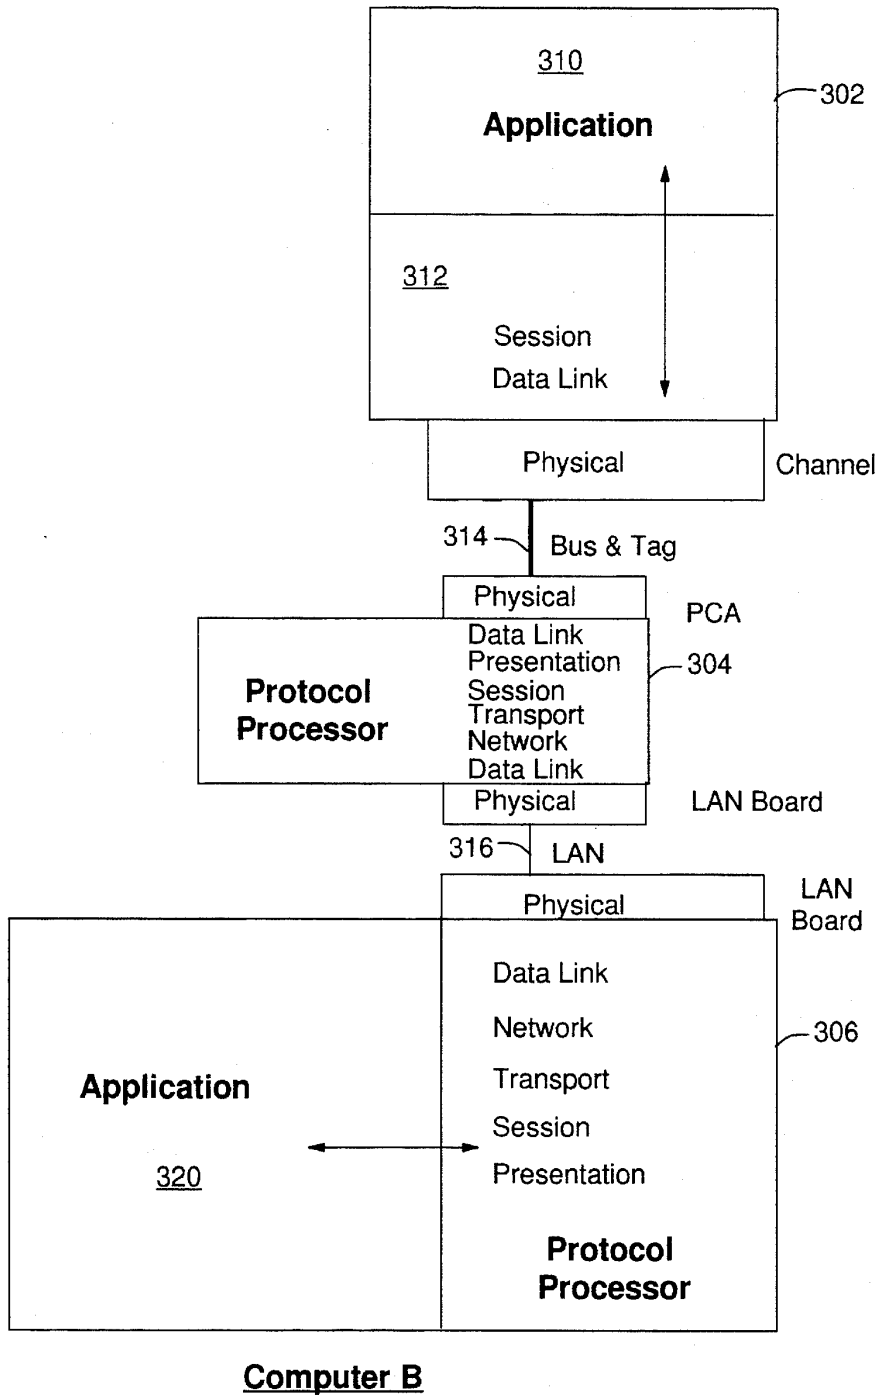 310
302
Application
312
Session
Data Link
Physical
Channel
314
Bus & Tag
Physical
PCA
Data Link
Presentation
304
Session
Transport
Network
Data Link
Protocol
Processor
Physical
LAN Board
316
LAN
Physical
LAN
Board
Data Link
Network
306
Transport
Session
Presentation
Application
320
Protocol
Processor
Computer B